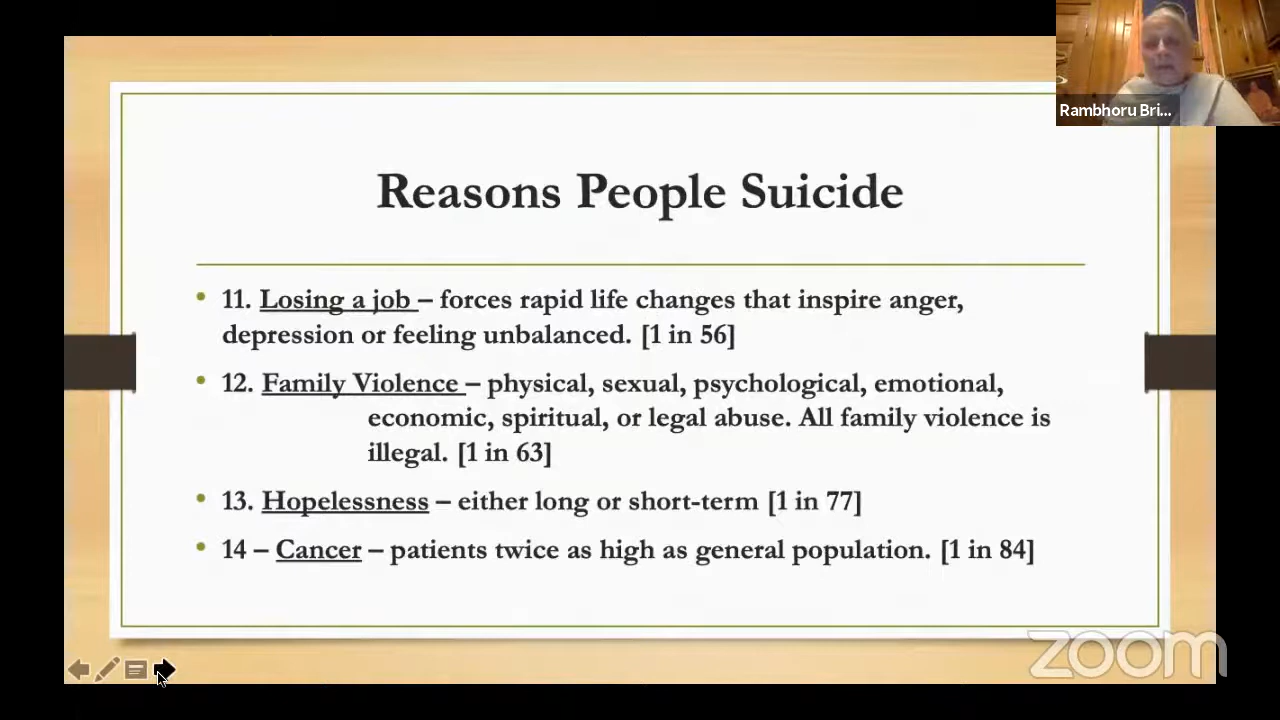 Rambhoru Bri...
Reasons People Suicide
• 11. Losing a job – forces rapid life changes that inspire anger,
depression or feeling unbalanced. [1 in 56]
• 12. Family Violence – physical, sexual, psychological, emotional,
economic, spiritual, or legal abuse. All family violence is
illegal. [1 in 63]
• 13. Hopelessness – either long or short-term [1 in 77]
• 14 – Cancer – patients twice as high as general population. [1 in 84]
zoom